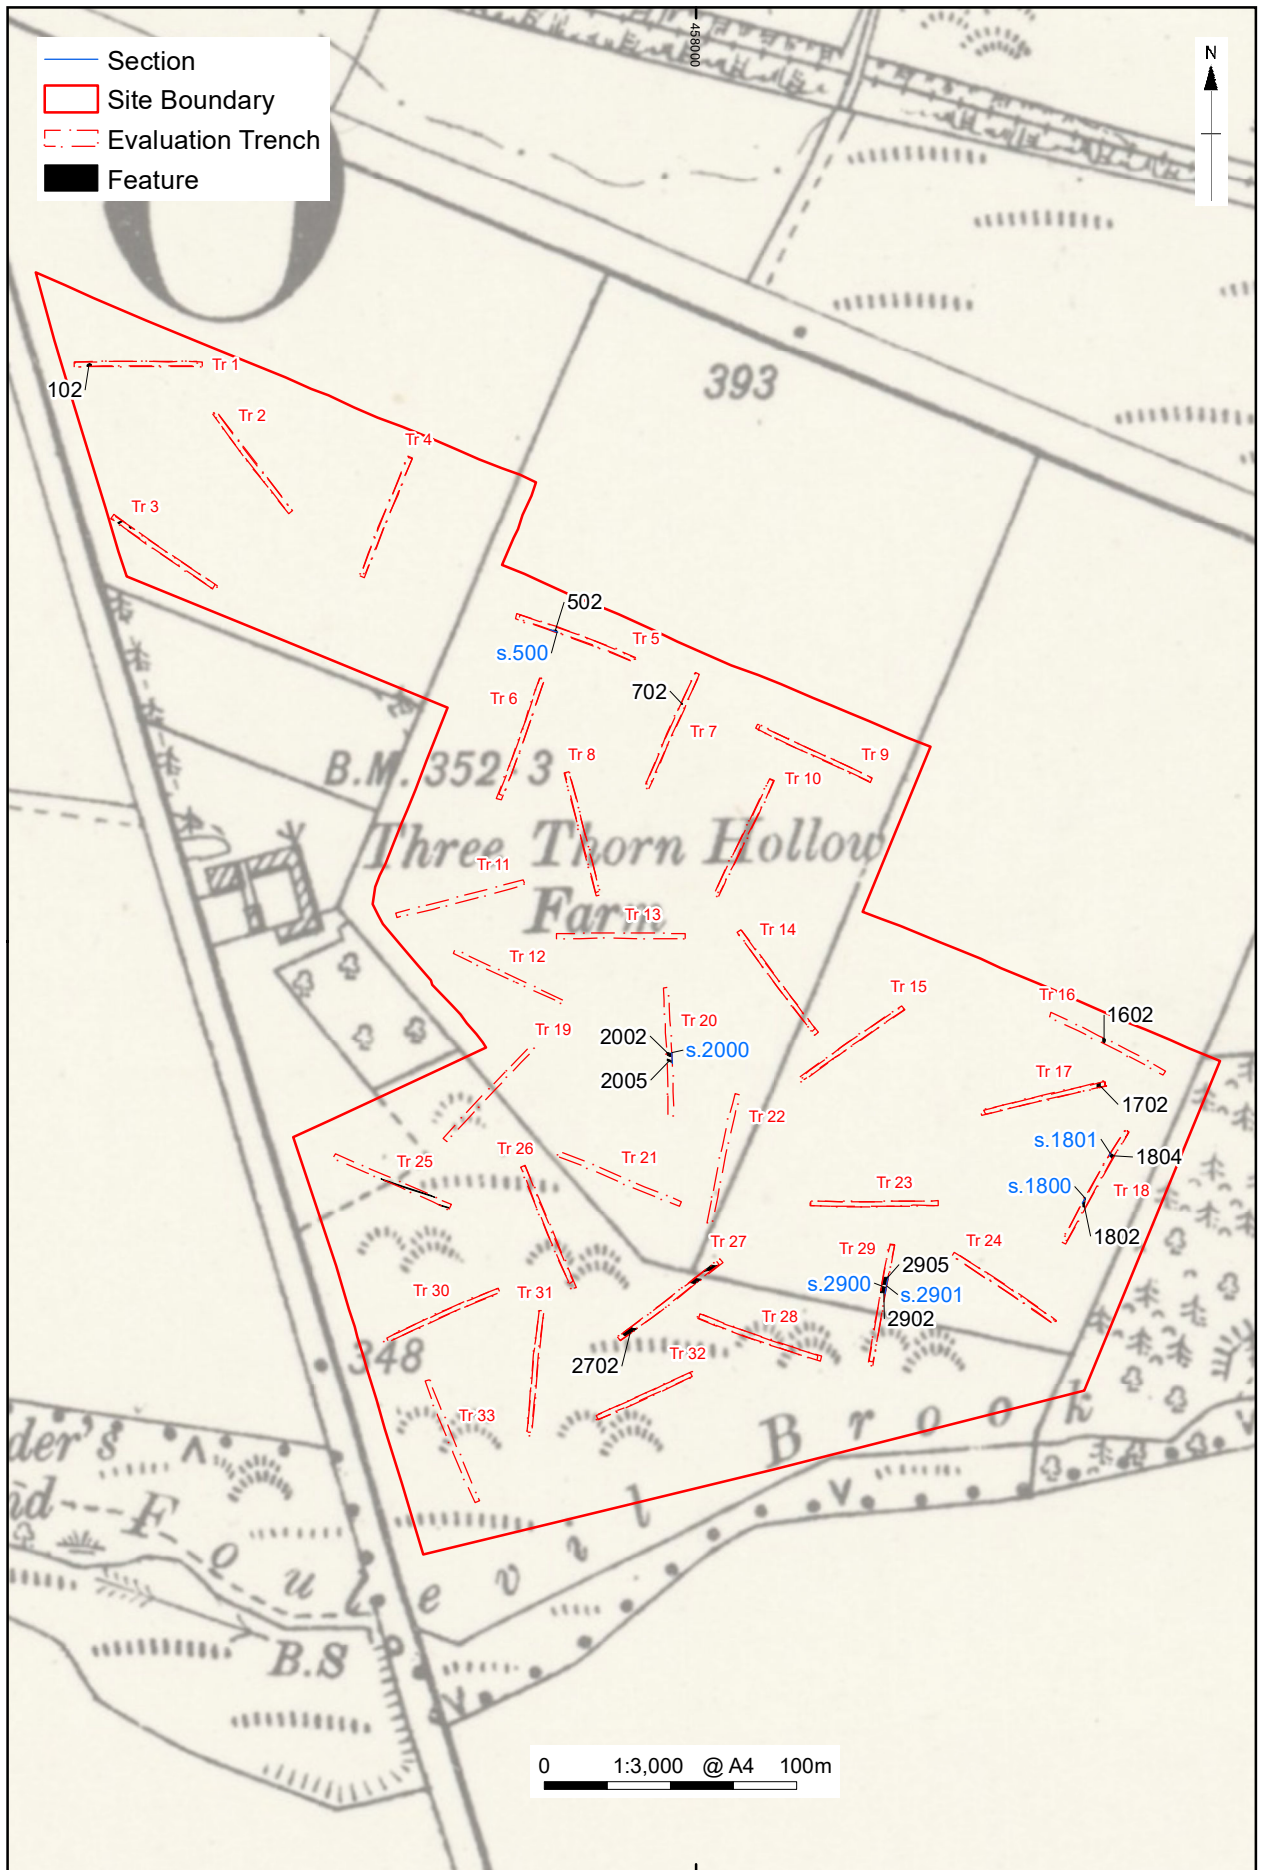 458000
N
Section
Site Boundary
Evaluation Trench
Feature
393
Tr 1
102
Tr 2
Tr 4
Tr 3
502
s.500
Tr 5
Tr 6
702
Tr 7
B.M. 352·3
Tr 8
Tr 9
Tr 10
Three Thorn Hollow
Farm
Tr 11
Tr 13
Tr 12
Tr 14
Tr 15
Tr 16
1602
Tr 19
Tr 20
2002
s.2000
2005
Tr 17
1702
Tr 22
s.1801
1804
Tr 26
Tr 21
Tr 25
Tr 23
s.1800
Tr 18
1802
Tr 27
Tr 29
Tr 24
2905
s.2900
s.2901
2902
Tr 30
Tr 31
Tr 28
348
2702
Tr 32
Tr 33
der's
nd
Foulevil Brook
B.S
0 1:3,000 @ A4 100m